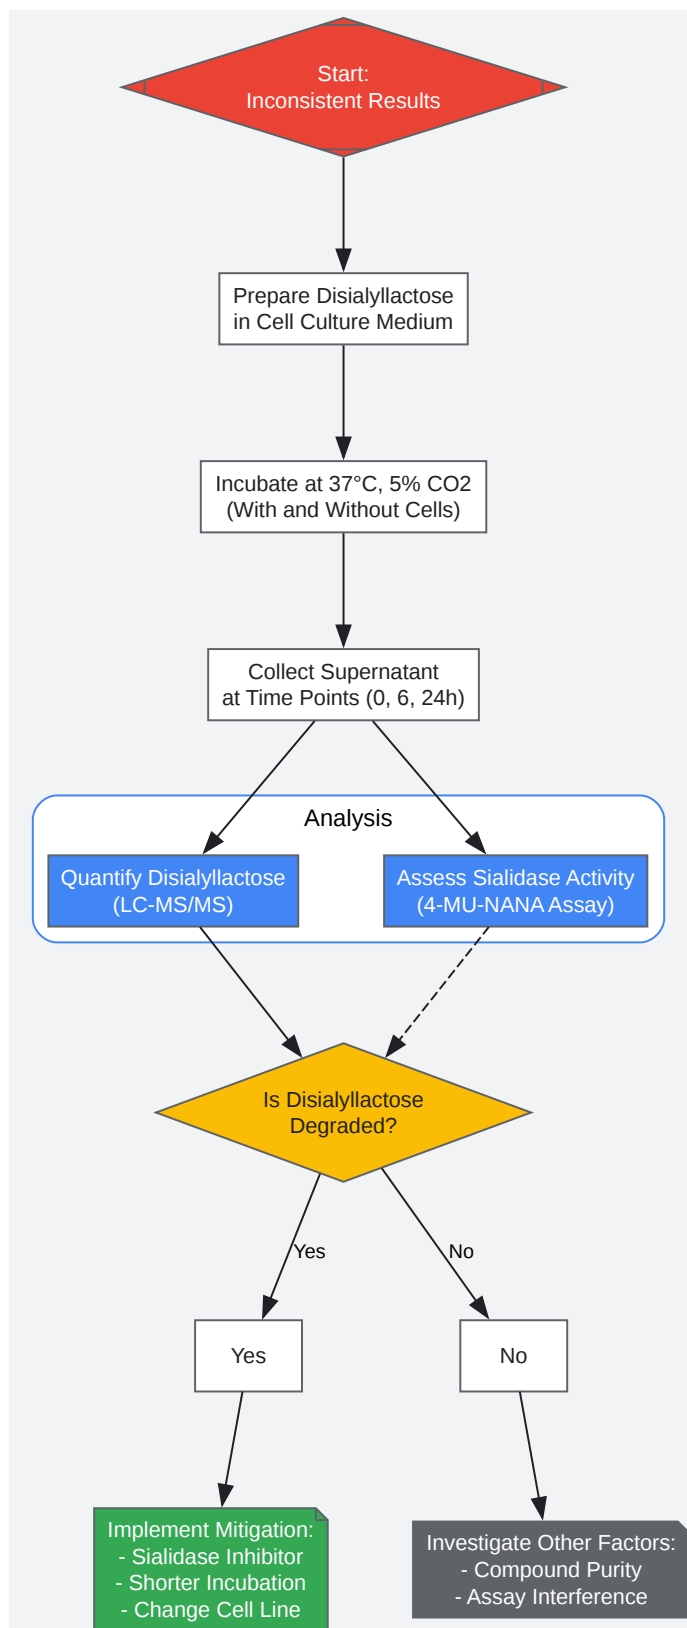 Start:
Inconsistent Results
Prepare Disialyllactose
in Cell Culture Medium
Incubate at 37°C, 5% CO2
(With and Without Cells)
Collect Supernatant
at Time Points (0, 6, 24h)
Analysis
Quantify Disialyllactose
(LC-MS/MS)
Assess Sialidase Activity
(4-MU-NANA Assay)
Is Disialyllactose
Degraded?
Yes
No
Yes
No
Implement Mitigation:
- Sialidase Inhibitor
- Shorter Incubation
- Change Cell Line
Investigate Other Factors:
- Compound Purity
- Assay Interference